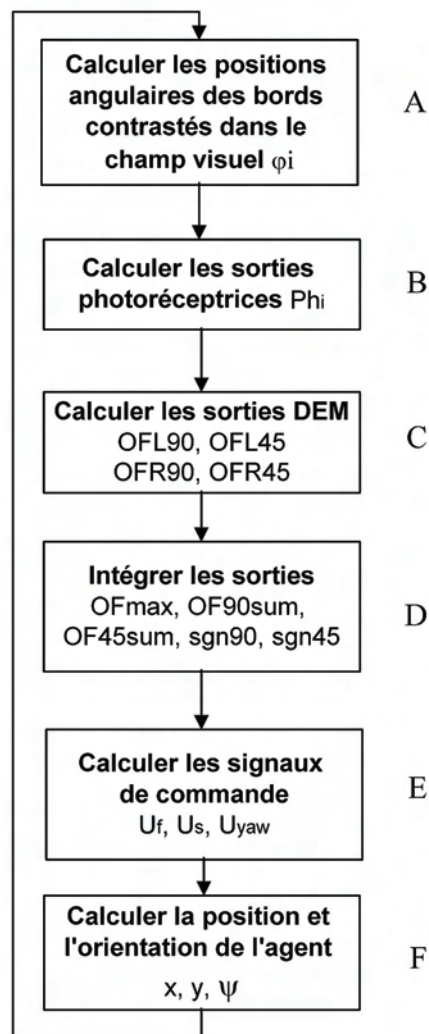 Calculer les positions
angulaires des bords
contrastés dans le
champ visuel φi
A
Calculer les sorties
photoréceptrices Phi
B
Calculer les sorties DEM
OFL90, OFL45
OFR90, OFR45
C
Intégrer les sorties
OFmax, OF90sum,
OF45sum, sgn90, sgn45
D
Calculer les signaux
de commande
Uf, Us, Uyaw
E
Calculer la position et
l'orientation de l'agent
x, y, ψ
F